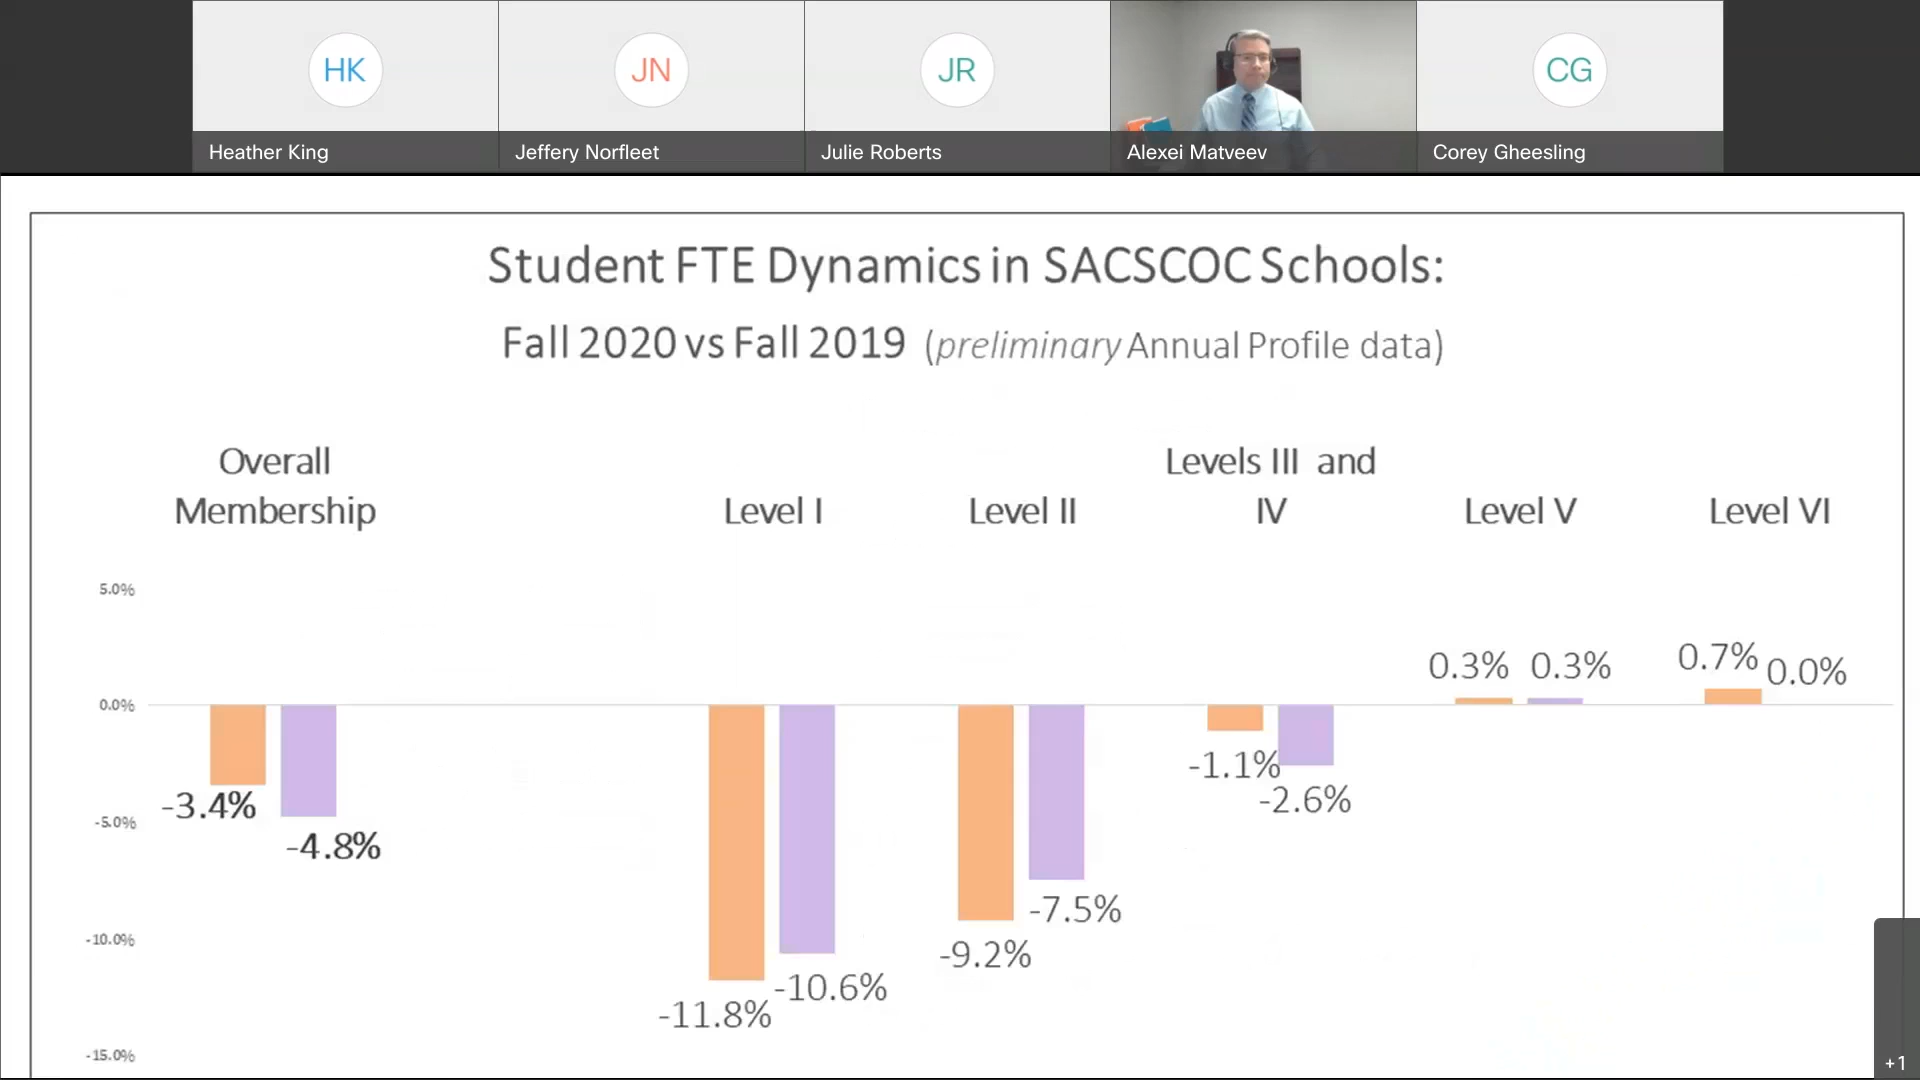 HK
JN
JR
CG
Heather King
Jeffery Norfleet
Julie Roberts
Alexei Matveev
Corey Gheesling
Student FTE Dynamics in SACSCOC Schools:
Fall 2020 vs Fall 2019 (preliminary Annual Profile data)
Overall
Membership
Level I
Level II
Levels III and
IV
Level V
Level VI
5.0%
0.0%
-5.0%
-10.0%
-15.0%
-3.4%
-4.8%
-11.8%
-10.6%
-9.2%
-7.5%
-1.1%
-2.6%
0.3%
0.3%
0.7%
0.0%
+1